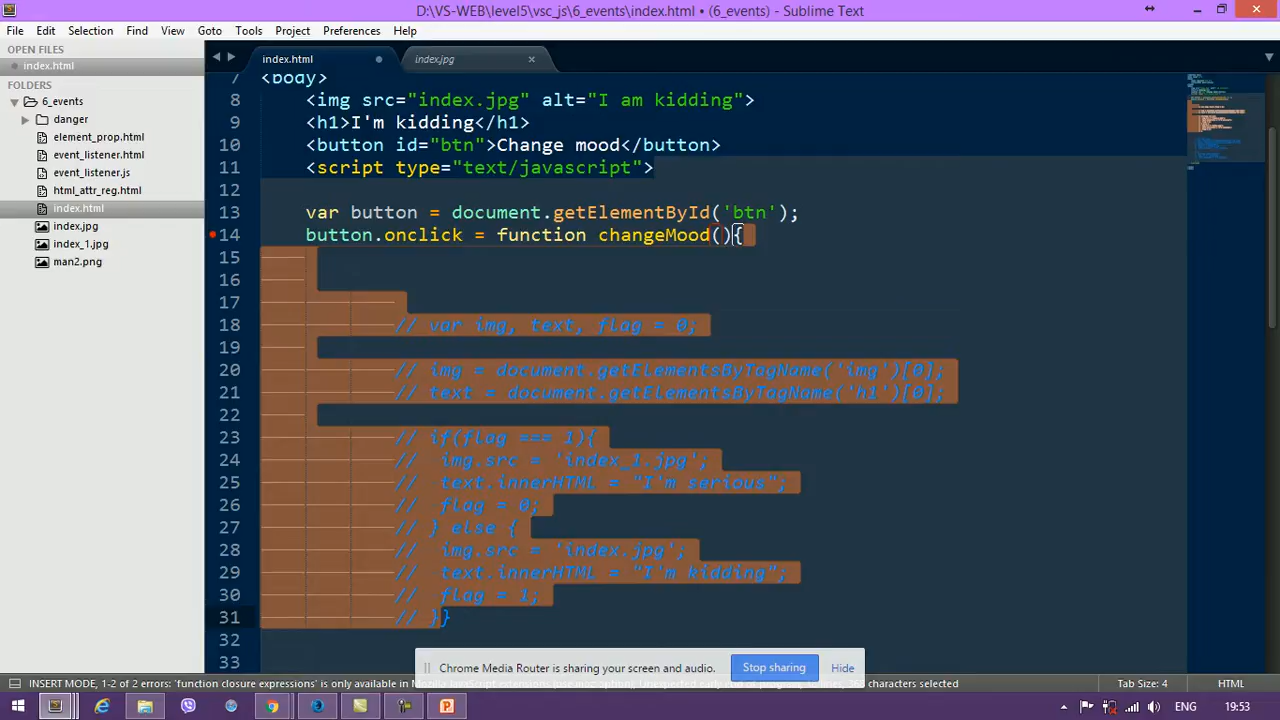 D:\VS-WEB\level5\vsc_js\6_events\index.html • (6_events) - Sublime Text
File Edit Selection Find View Goto Tools Project Preferences Help
OPEN FILES
index.html
FOLDERS
6_events
danger
element_prop.html
event_listener.html
event_listener.js
html_attr_reg.html
index.html
index.jpg
index_1.jpg
man2.png
index.html index.jpg
7 <body>
8 <img src="index.jpg" alt="I am kidding">
9 <h1>I'm kidding</h1>
10 <button id="btn">Change mood</button>
11 <script type="text/javascript">
12
13 var button = document.getElementById('btn');
14 button.onclick = function changeMood(){
15
16
17
18 // var img, text, flag = 0;
19
20 // img = document.getElementsByTagName('img')[0];
21 // text = document.getElementsByTagName('h1')[0];
22
23 // if(flag === 1){
24 // img.src = 'index_1.jpg';
25 // text.innerHTML = "I'm serious";
26 // flag = 0;
27 // } else {
28 // img.src = 'index.jpg';
29 // text.innerHTML = "I'm kidding";
30 // flag = 1;
31 // }}
32
33
Chrome Media Router is sharing your screen and audio. Stop sharing Hide
INSERT MODE, 1-2 of 2 errors: 'function closure expressions' is only available in Mozilla JavaScript extensions characters selected Tab Size: 4 HTML
ENG 19:53